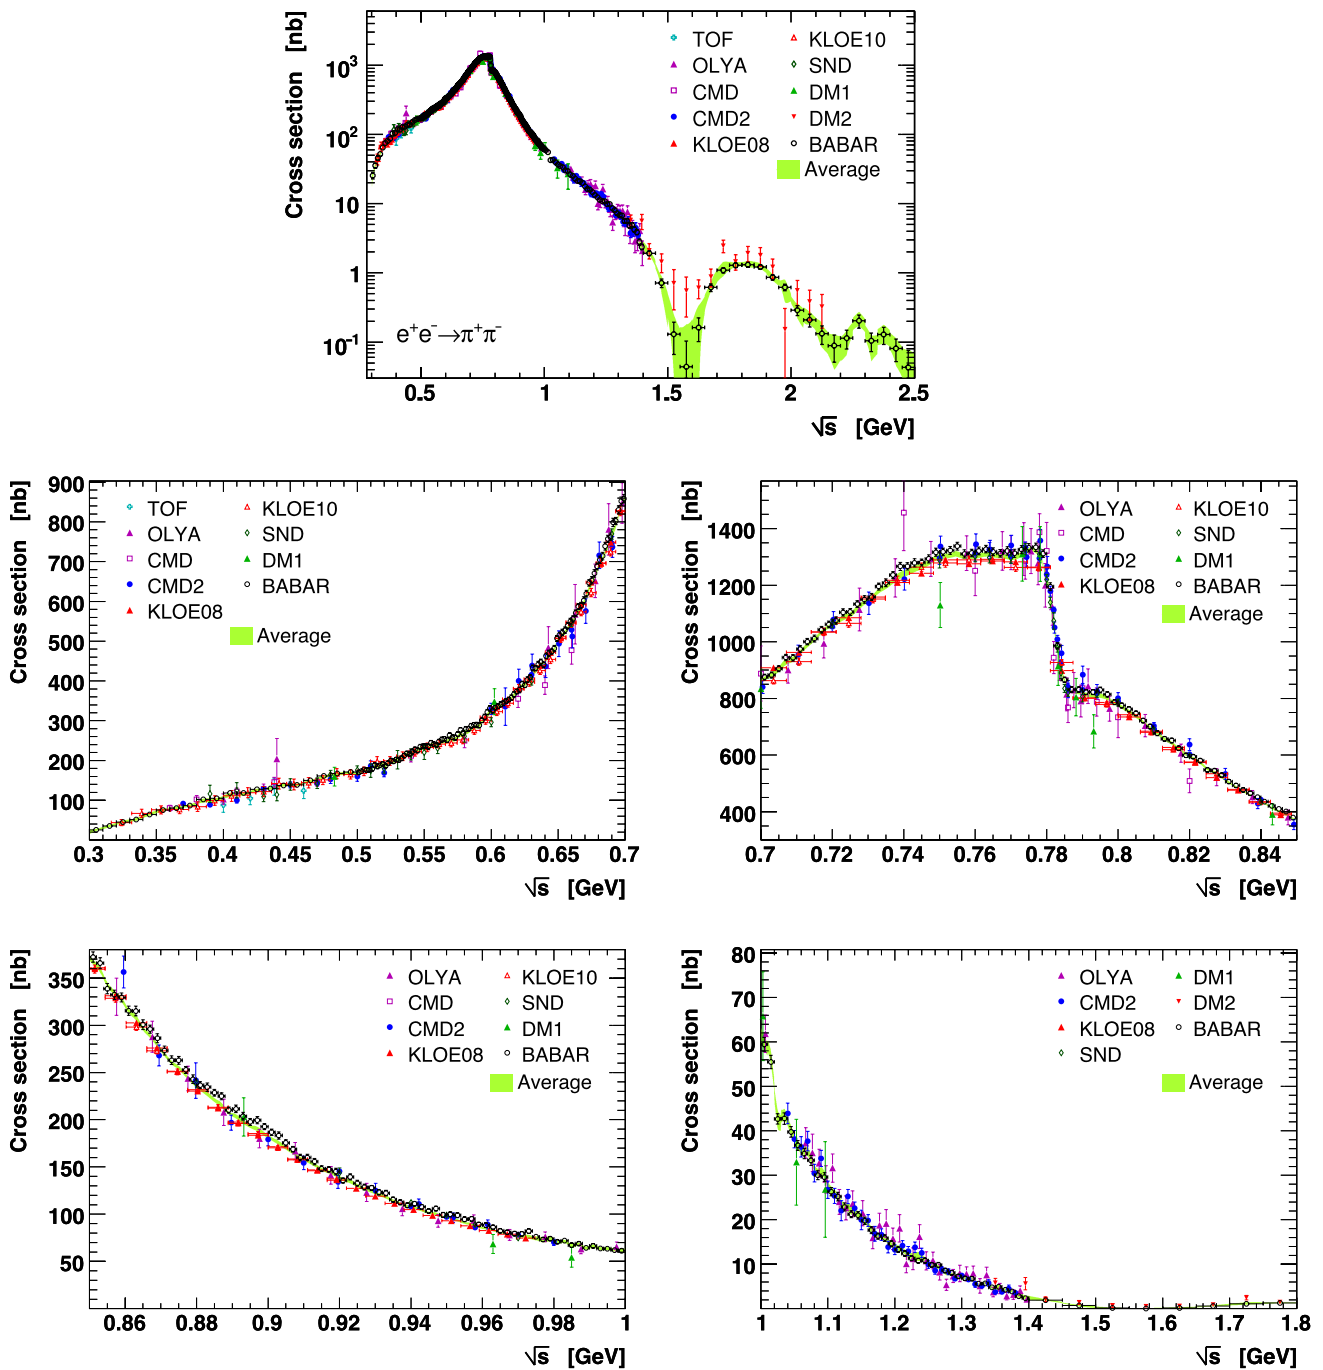 Cross section [nb]
10³
10²
10
1
10⁻¹
TOF KLOE10
OLYA SND
CMD DM1
CMD2 DM2
KLOE08 BABAR
Average
e⁺e⁻→π⁺π⁻
0.5 1 1.5 2 2.5
√s [GeV]
Cross section [nb]
900
800
700
600
500
400
300
200
100
TOF KLOE10
OLYA SND
CMD DM1
CMD2 BABAR
KLOE08
Average
0.3 0.35 0.4 0.45 0.5 0.55 0.6 0.65 0.7
√s [GeV]
Cross section [nb]
1400
1200
1000
800
600
400
OLYA KLOE10
CMD SND
CMD2 DM1
KLOE08 BABAR
Average
0.7 0.72 0.74 0.76 0.78 0.8 0.82 0.84
√s [GeV]
Cross section [nb]
350
300
250
200
150
100
50
OLYA KLOE10
CMD SND
CMD2 DM1
KLOE08 BABAR
Average
0.86 0.88 0.9 0.92 0.94 0.96 0.98 1
√s [GeV]
Cross section [nb]
80
70
60
50
40
30
20
10
OLYA DM1
CMD2 DM2
KLOE08 BABAR
SND
Average
1 1.1 1.2 1.3 1.4 1.5 1.6 1.7 1.8
√s [GeV]